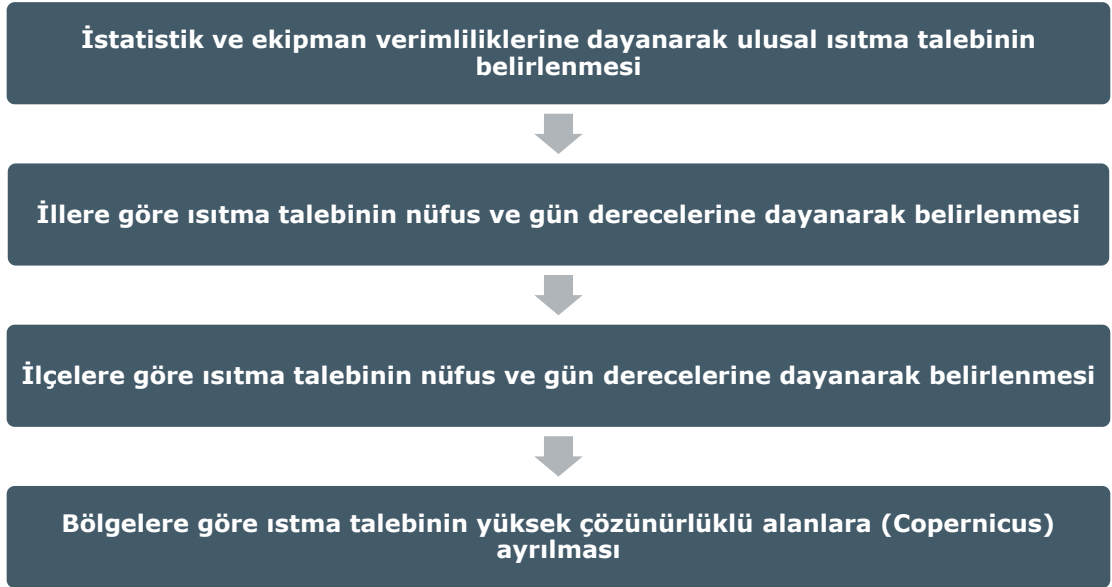 İstatistik ve ekipman verimliliklerine dayanarak ulusal ısıtma talebinin
belirlenmesi
İllere göre ısıtma talebinin nüfus ve gün derecelerine dayanarak belirlenmesi
İlçelere göre ısıtma talebinin nüfus ve gün derecelerine dayanarak belirlenmesi
Bölgelere göre ıstma talebinin yüksek çözünürlüklü alanlara (Copernicus)
ayrılması